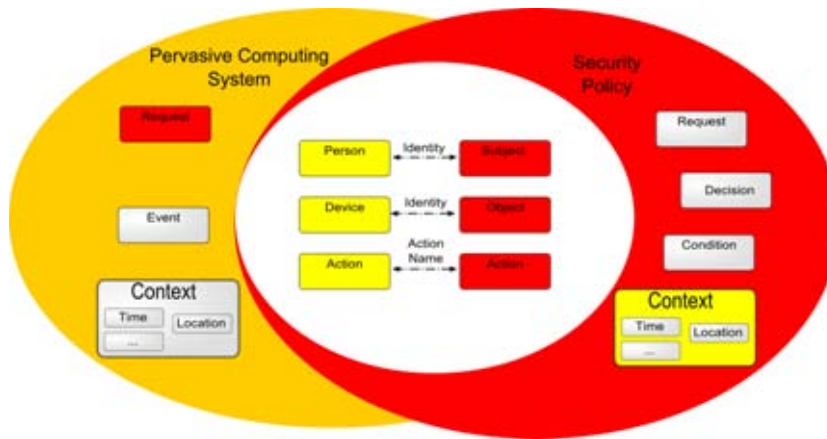 Pervasive Computing
System
Security
Policy
Request
Person
Identity
Subject
Request
Device
Identity
Object
Decision
Event
Action
Action
Name
Action
Condition
Context
Time
Location
...
Context
Time
Location
...